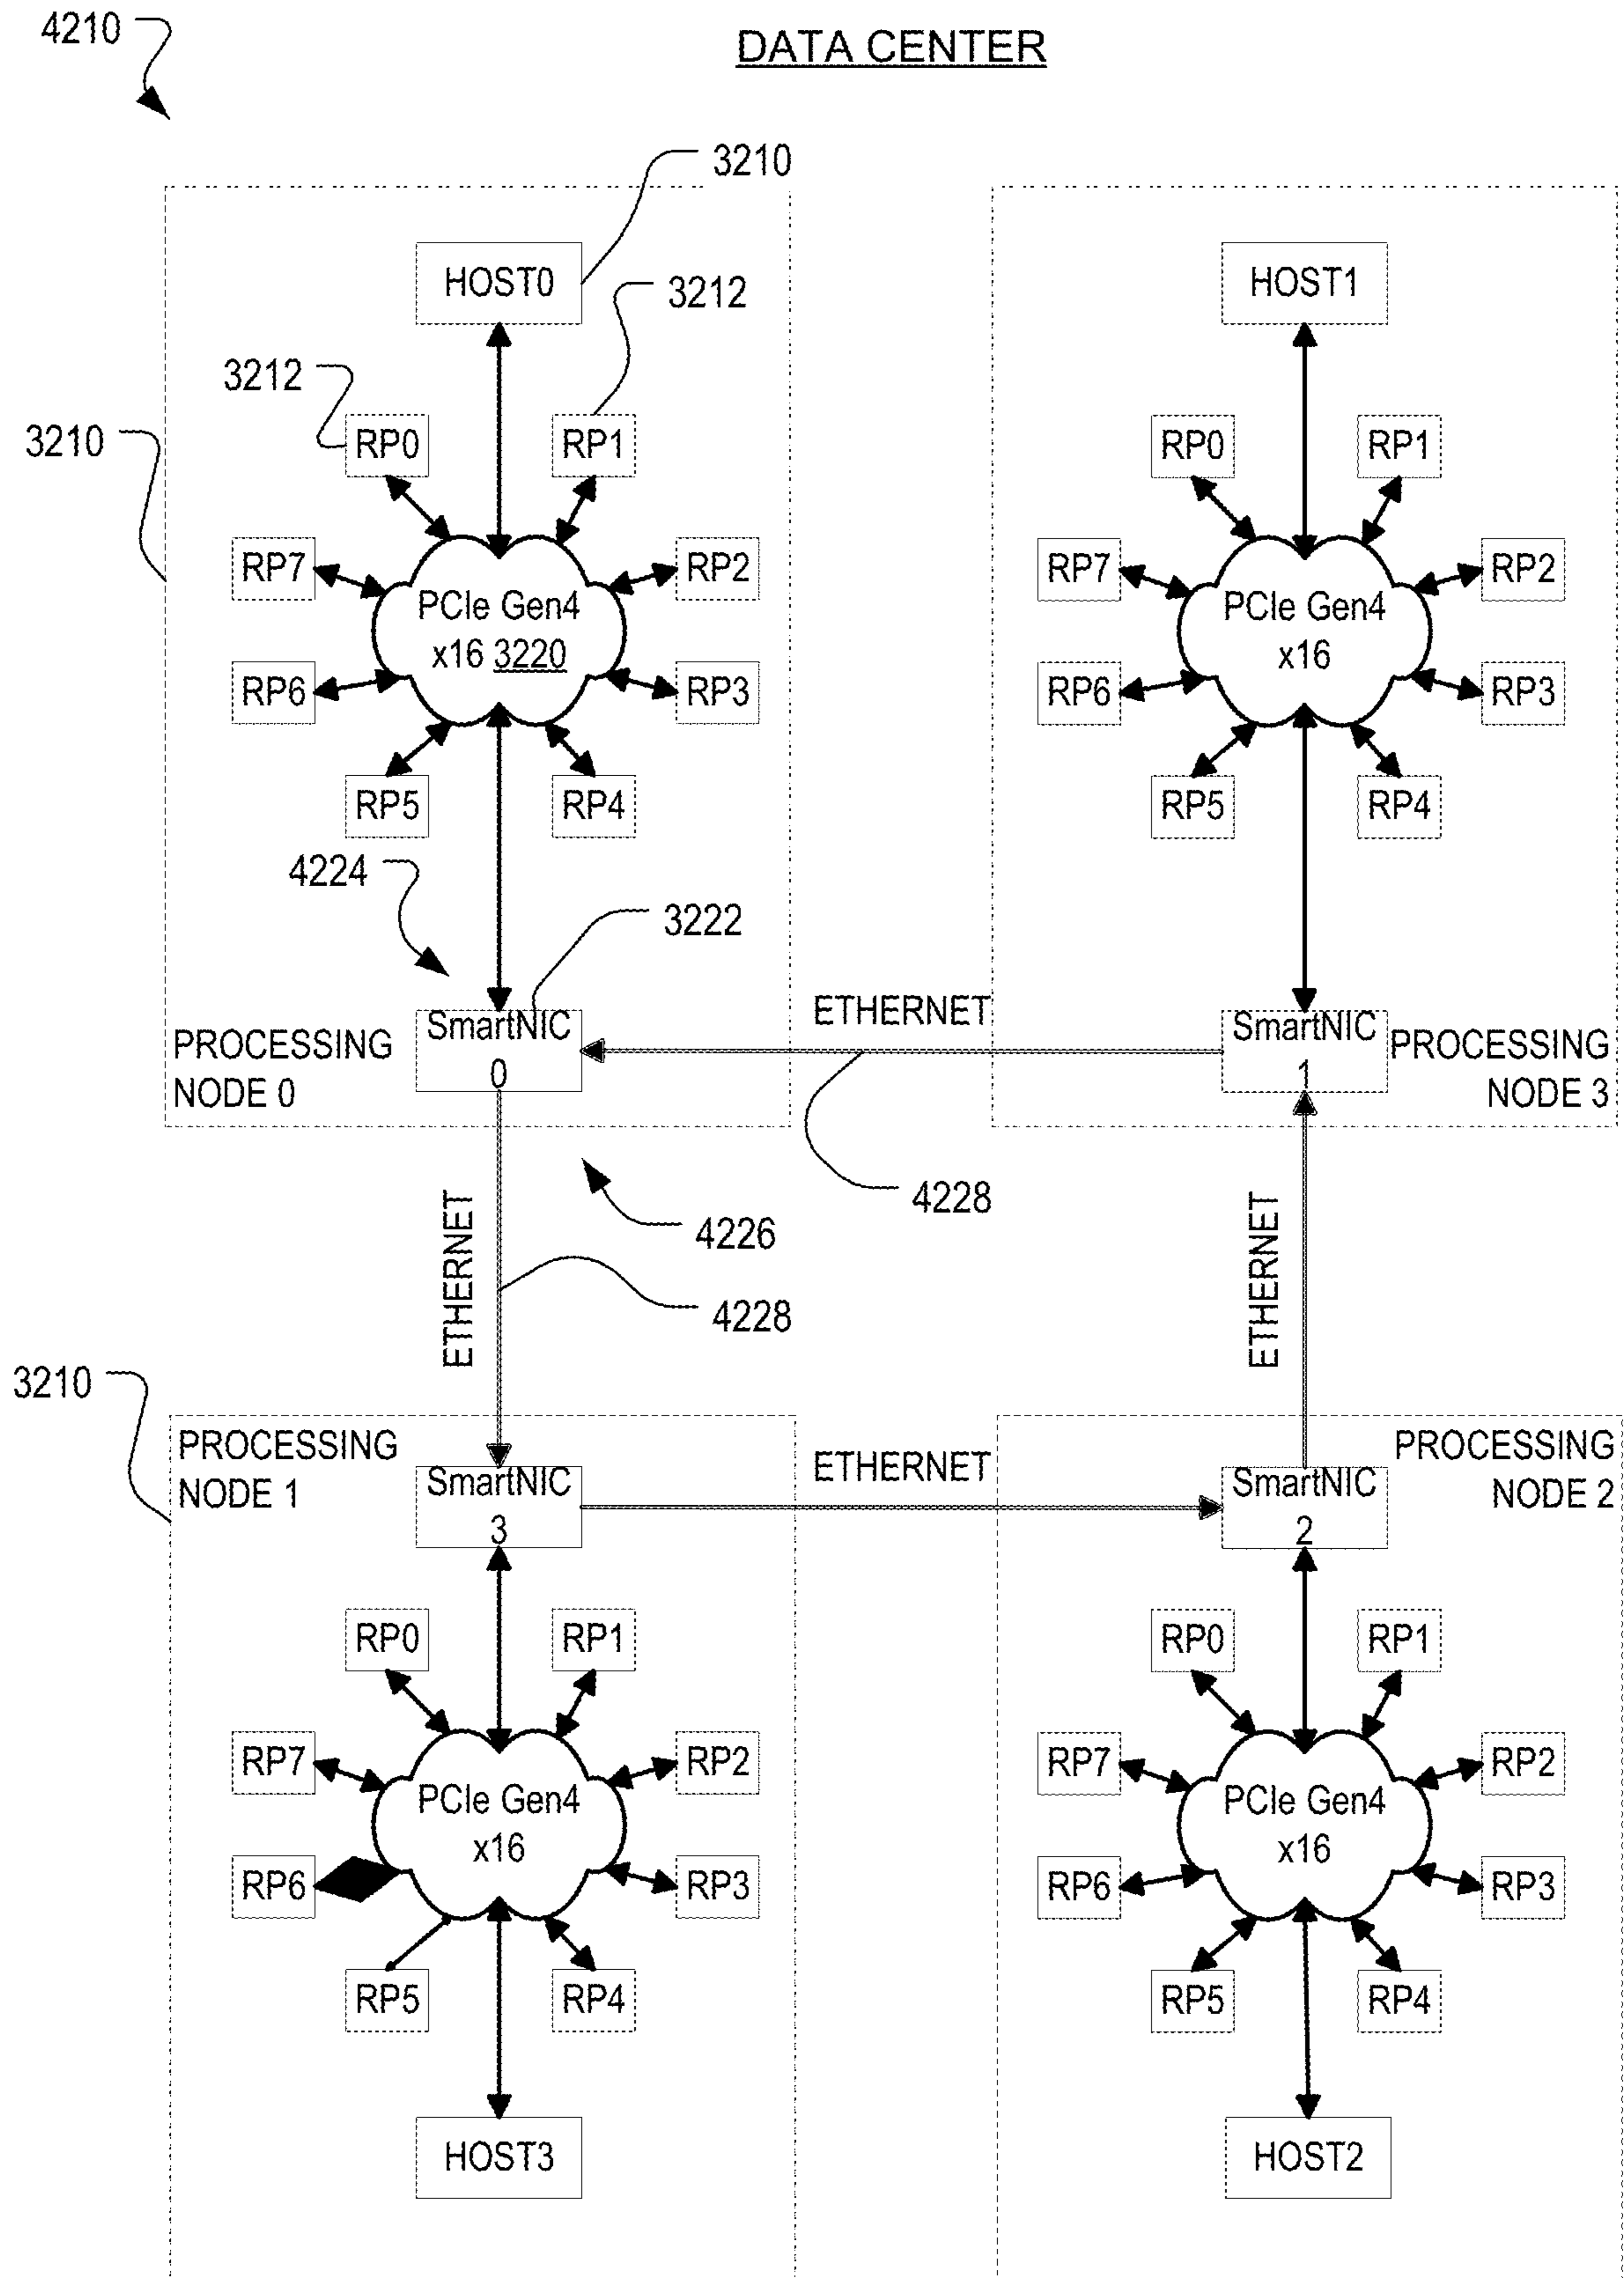 4210
DATA CENTER
3210
HOST0
HOST1
3212
3212
3210
RP0
RP1
RP0
RP1
RP7
RP2
RP7
RP2
PCIe Gen4
x16 3220
PCIe Gen4
x16
RP6
RP3
RP6
RP3
RP5
RP4
RP5
RP4
4224
3222
ETHERNET
SmartNIC
0
SmartNIC
1
PROCESSING
NODE 0
PROCESSING
NODE 3
4228
4226
4228
ETHERNET
ETHERNET
3210
PROCESSING
NODE 1
SmartNIC
3
ETHERNET
SmartNIC
2
PROCESSING
NODE 2
RP0
RP1
RP0
RP1
RP7
RP2
RP7
RP2
PCIe Gen4
x16
PCIe Gen4
x16
RP6
RP3
RP6
RP3
RP5
RP4
RP5
RP4
HOST3
HOST2